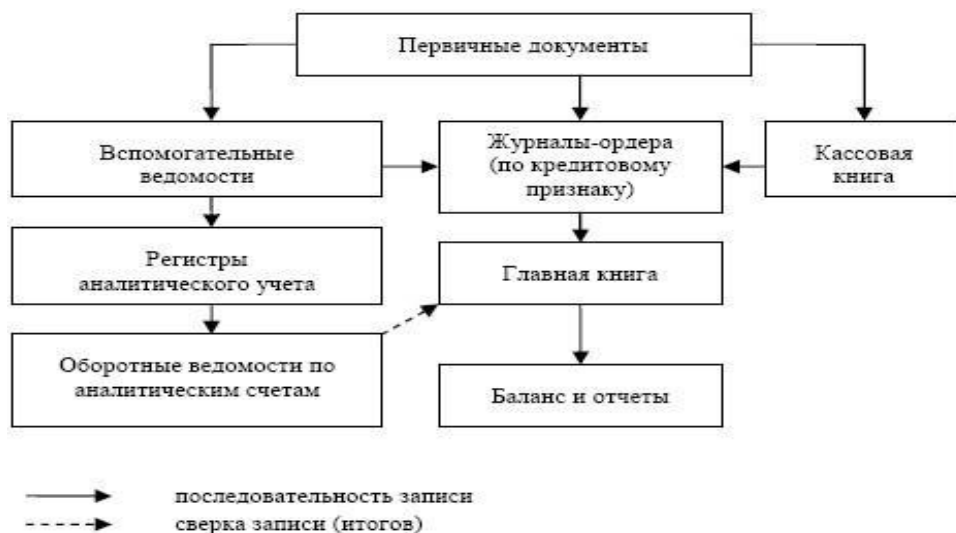 Первичные документы
Вспомогательные
ведомости
Журналы-ордера
(по кредитовому
признаку)
Кассовая
книга
Регистры
аналитического учета
Главная книга
Оборотные ведомости по
аналитическим счетам
Баланс и отчеты
последовательность записи
сверка записи (итогов)